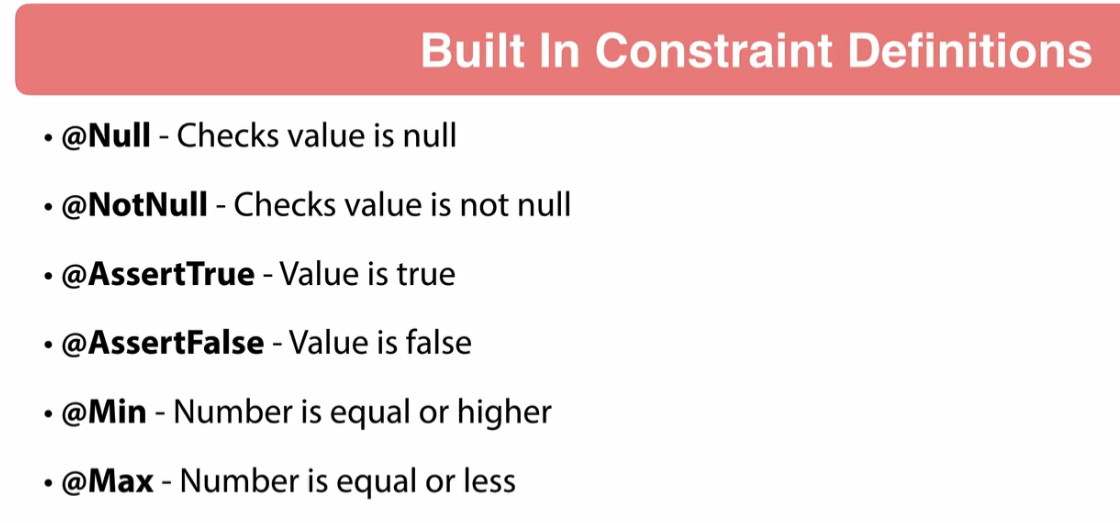 Built In Constraint Definitions
• @Null - Checks value is null
• @NotNull - Checks value is not null
• @AssertTrue - Value is true
• @AssertFalse - Value is false
• @Min - Number is equal or higher
• @Max - Number is equal or less